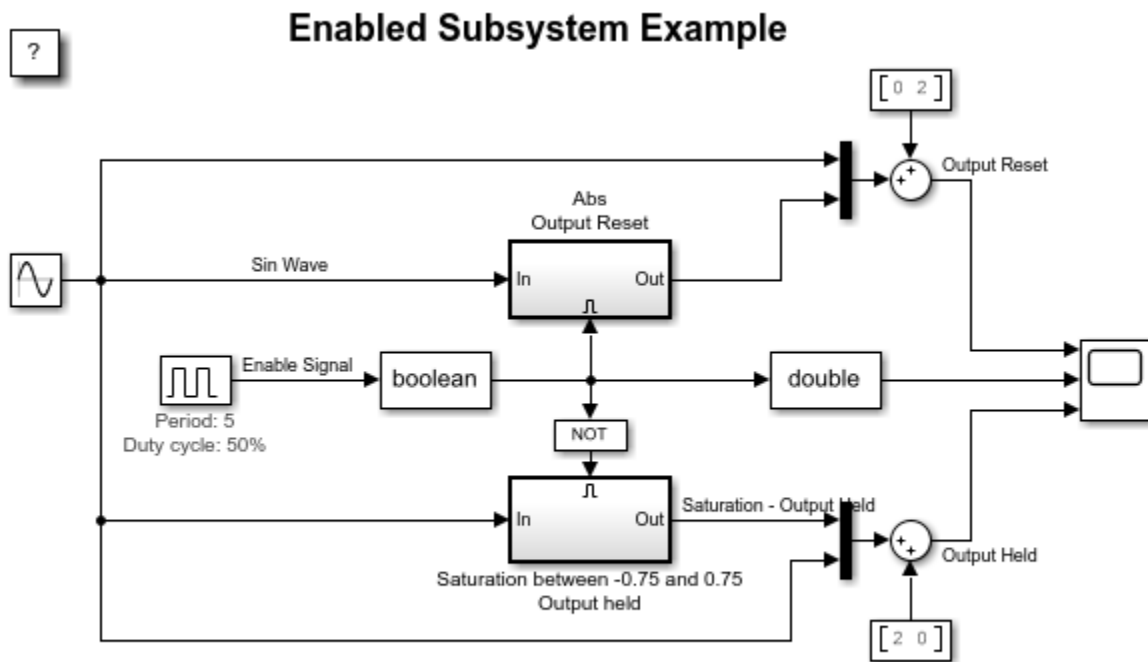 Enabled Subsystem Example
?
[ 0 2 ]
Output Reset
Abs
Output Reset
Sin Wave
In
Out
Enable Signal
boolean
double
Period: 5
Duty cycle: 50%
NOT
In
Out
Saturation - Output Held
Saturation between -0.75 and 0.75
Output held
Output Held
[ 2 0 ]